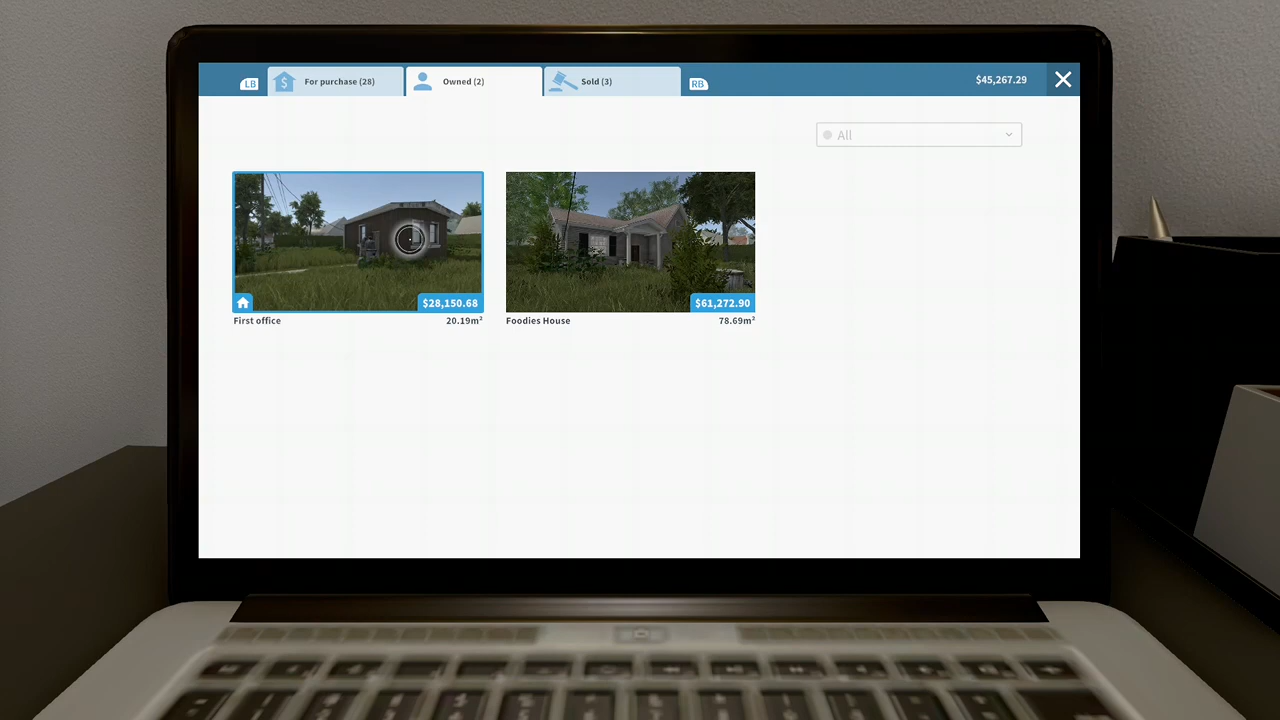 LB
For purchase (28)
Owned (2)
Sold (3)
RB
$45,267.29
All
$28,150.68
$61,272.90
First office
20.19m²
Foodies House
78.69m²